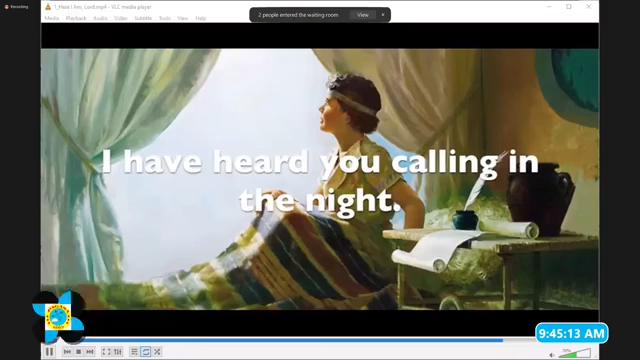 Recording
1_Here I Am, Lord.mp4 - VLC media player
2 people entered the waiting room
View
Media Playback Audio Video Subtitle Tools View Help
I have heard you calling in
the night.
9:45:13 AM